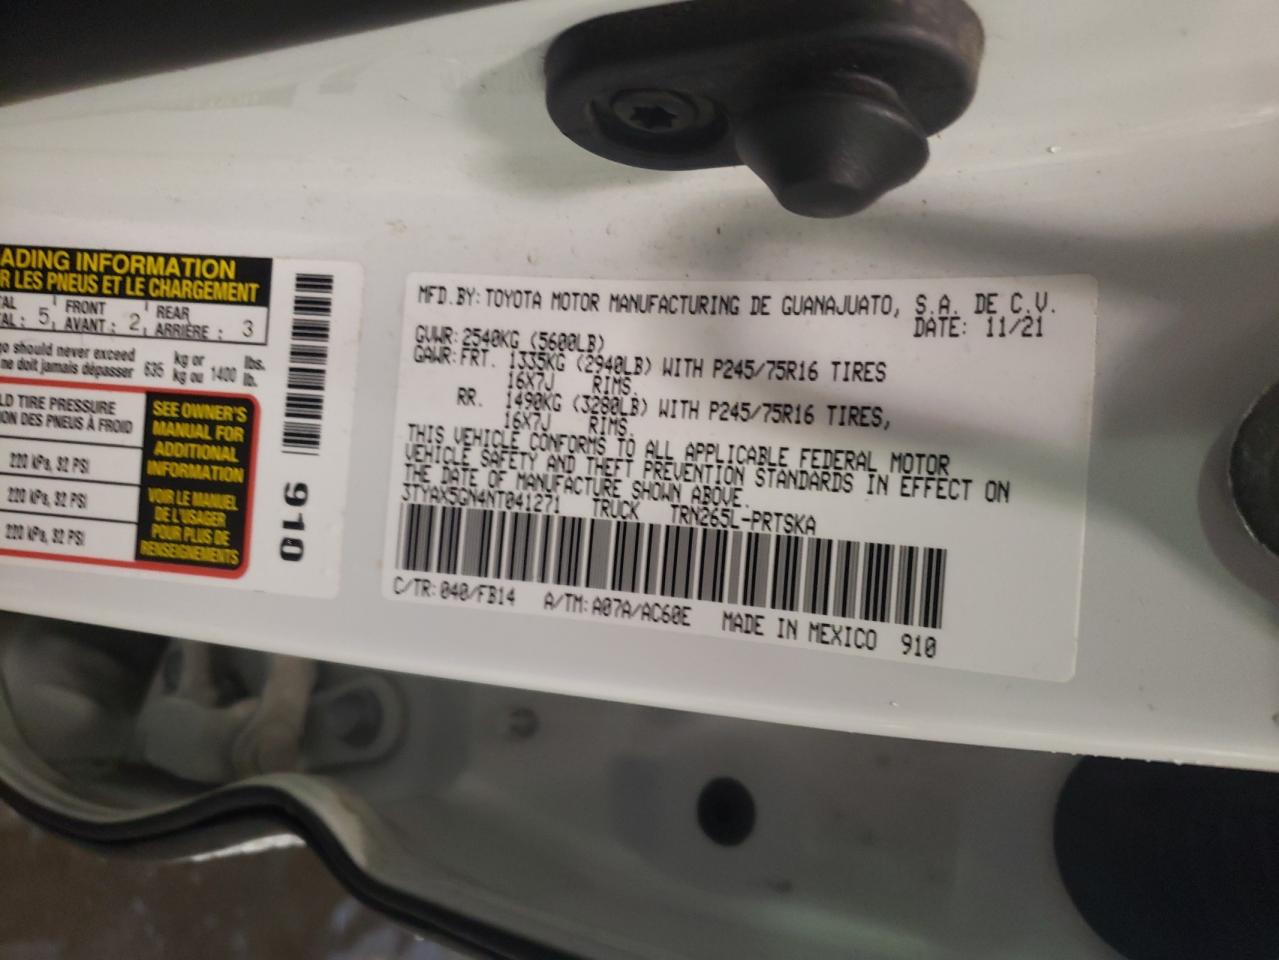 ADING INFORMATION
R LES PNEUS ET LE CHARGEMENT
AL FRONT REAR
AL : 5, AVANT : 2, ARRIÈRE : 3
go should never exceed 635 kg or 1400 lbs.
ne doit jamais dépasser kg ou lb.
LD TIRE PRESSURE
ION DES PNEUS À FROID
220 kPa, 32 PSI
220 kPa, 32 PSI
220 kPa, 32 PSI
SEE OWNER'S
MANUAL FOR
ADDITIONAL
INFORMATION
VOIR LE MANUEL
DE L'USAGER
POUR PLUS DE
RENSEIGNEMENTS
910
MFD. BY: TOYOTA MOTOR MANUFACTURING DE GUANAJUATO, S.A. DE C.V.
DATE: 11/21
GVWR: 2540KG (5600LB)
GAWR: FRT. 1335KG (2940LB) WITH P245/75R16 TIRES
16X7J RIMS.
RR. 1490KG (3280LB) WITH P245/75R16 TIRES,
16X7J RIMS.
THIS VEHICLE CONFORMS TO ALL APPLICABLE FEDERAL MOTOR
VEHICLE SAFETY AND THEFT PREVENTION STANDARDS IN EFFECT ON
THE DATE OF MANUFACTURE SHOWN ABOVE.
3TYAX5GN4NT041271 TRUCK TRN265L-PRTSKA
C/TR: 040/FB14 A/TM: A07A/AC60E MADE IN MEXICO 910